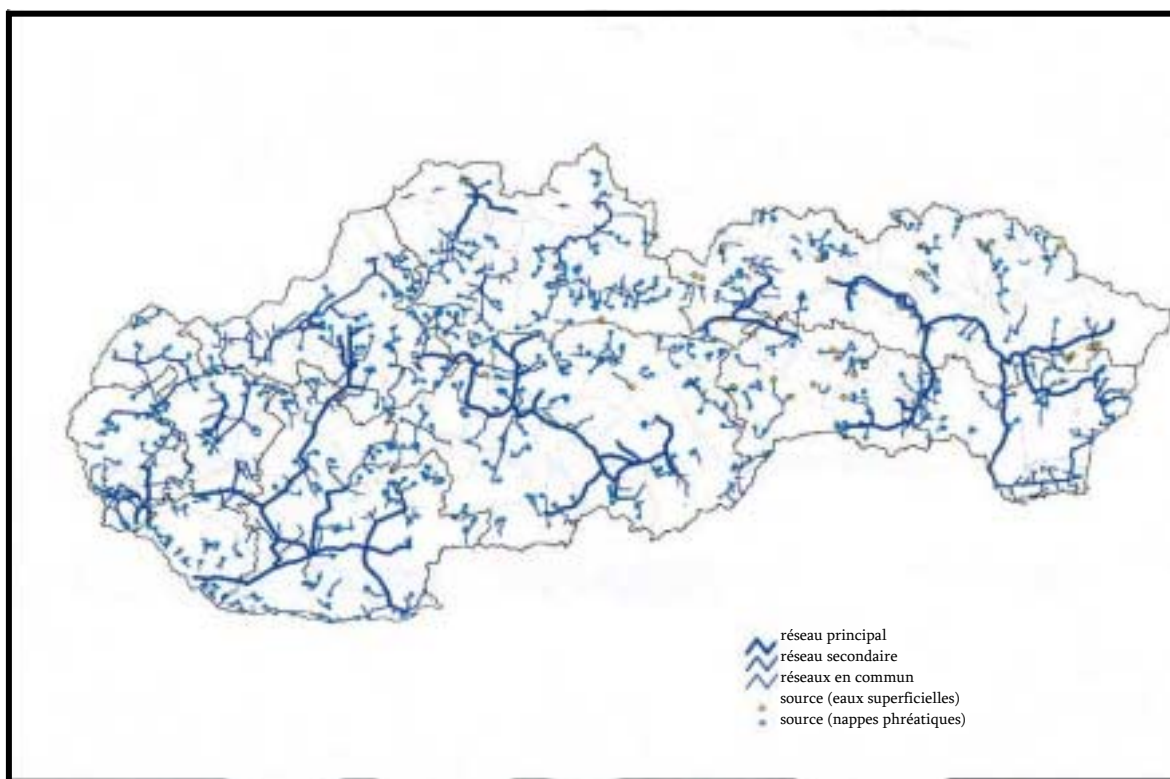 réseau principal
réseau secondaire
réseaux en commun
source (eaux superficielles)
source (nappes phréatiques)